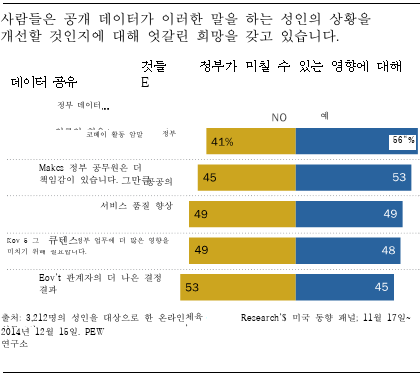 사람들은 공개 데이터가 이러한 말을 하는 성인의 상황을
개선할 것인지에 대해 엇갈린 희망을 갖고 있습니다.
것들 정부가 미칠 수 있는 영향에 대해
데이터 공유 E
정부 데이터...
NO 예
코메이 활동 암말 정부
41% 56°%
Makes 정부 공무원은 더
책임감이 있습니다. 그만큼공공의
45 53
서비스 품질 향상
49 49
Kov 6 그 큐텐스정부 업무에 더 많은 영향을
미치기 위해 필요합니다.
49 48
Eov't 관계자의 더 나은 결정
결과
53 45
출처: 3,212명의 성인을 대상으로 한 온라인체육 Research'S 미국 동향 패널; 11월 17일~
2014년 12월 15일. PEW
연구소